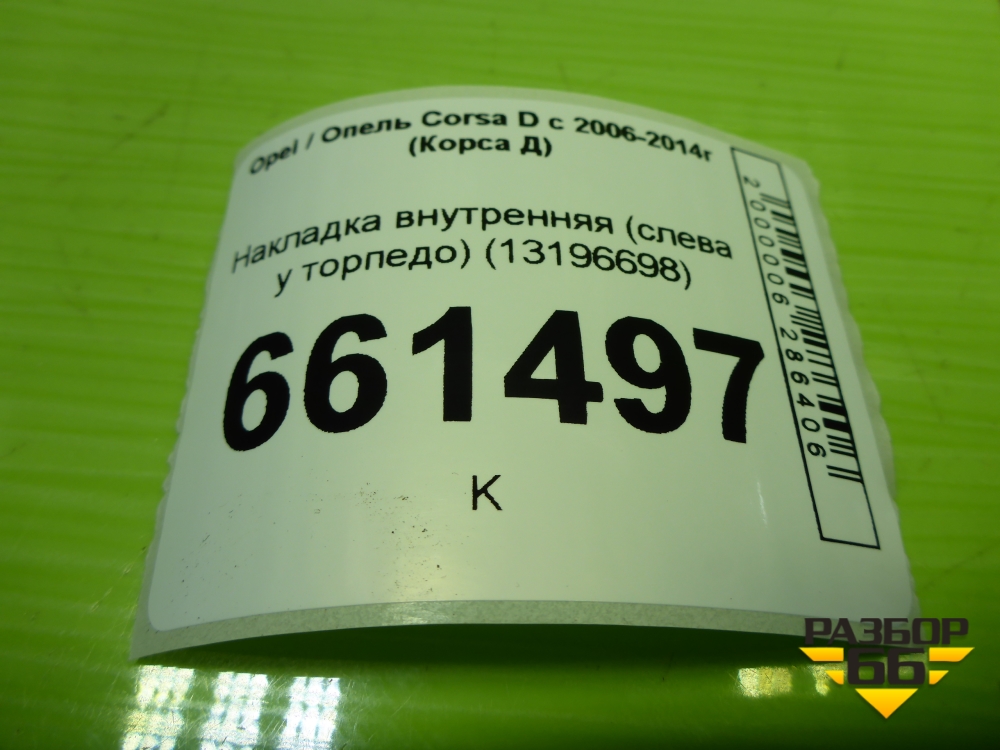 Opel / Опель Corsa D с 2006-2014г
(Корса Д)
Накладка внутренняя (слева
у торпедо) (13196698)
661497
К
2000006286406
РАЗБОР
66